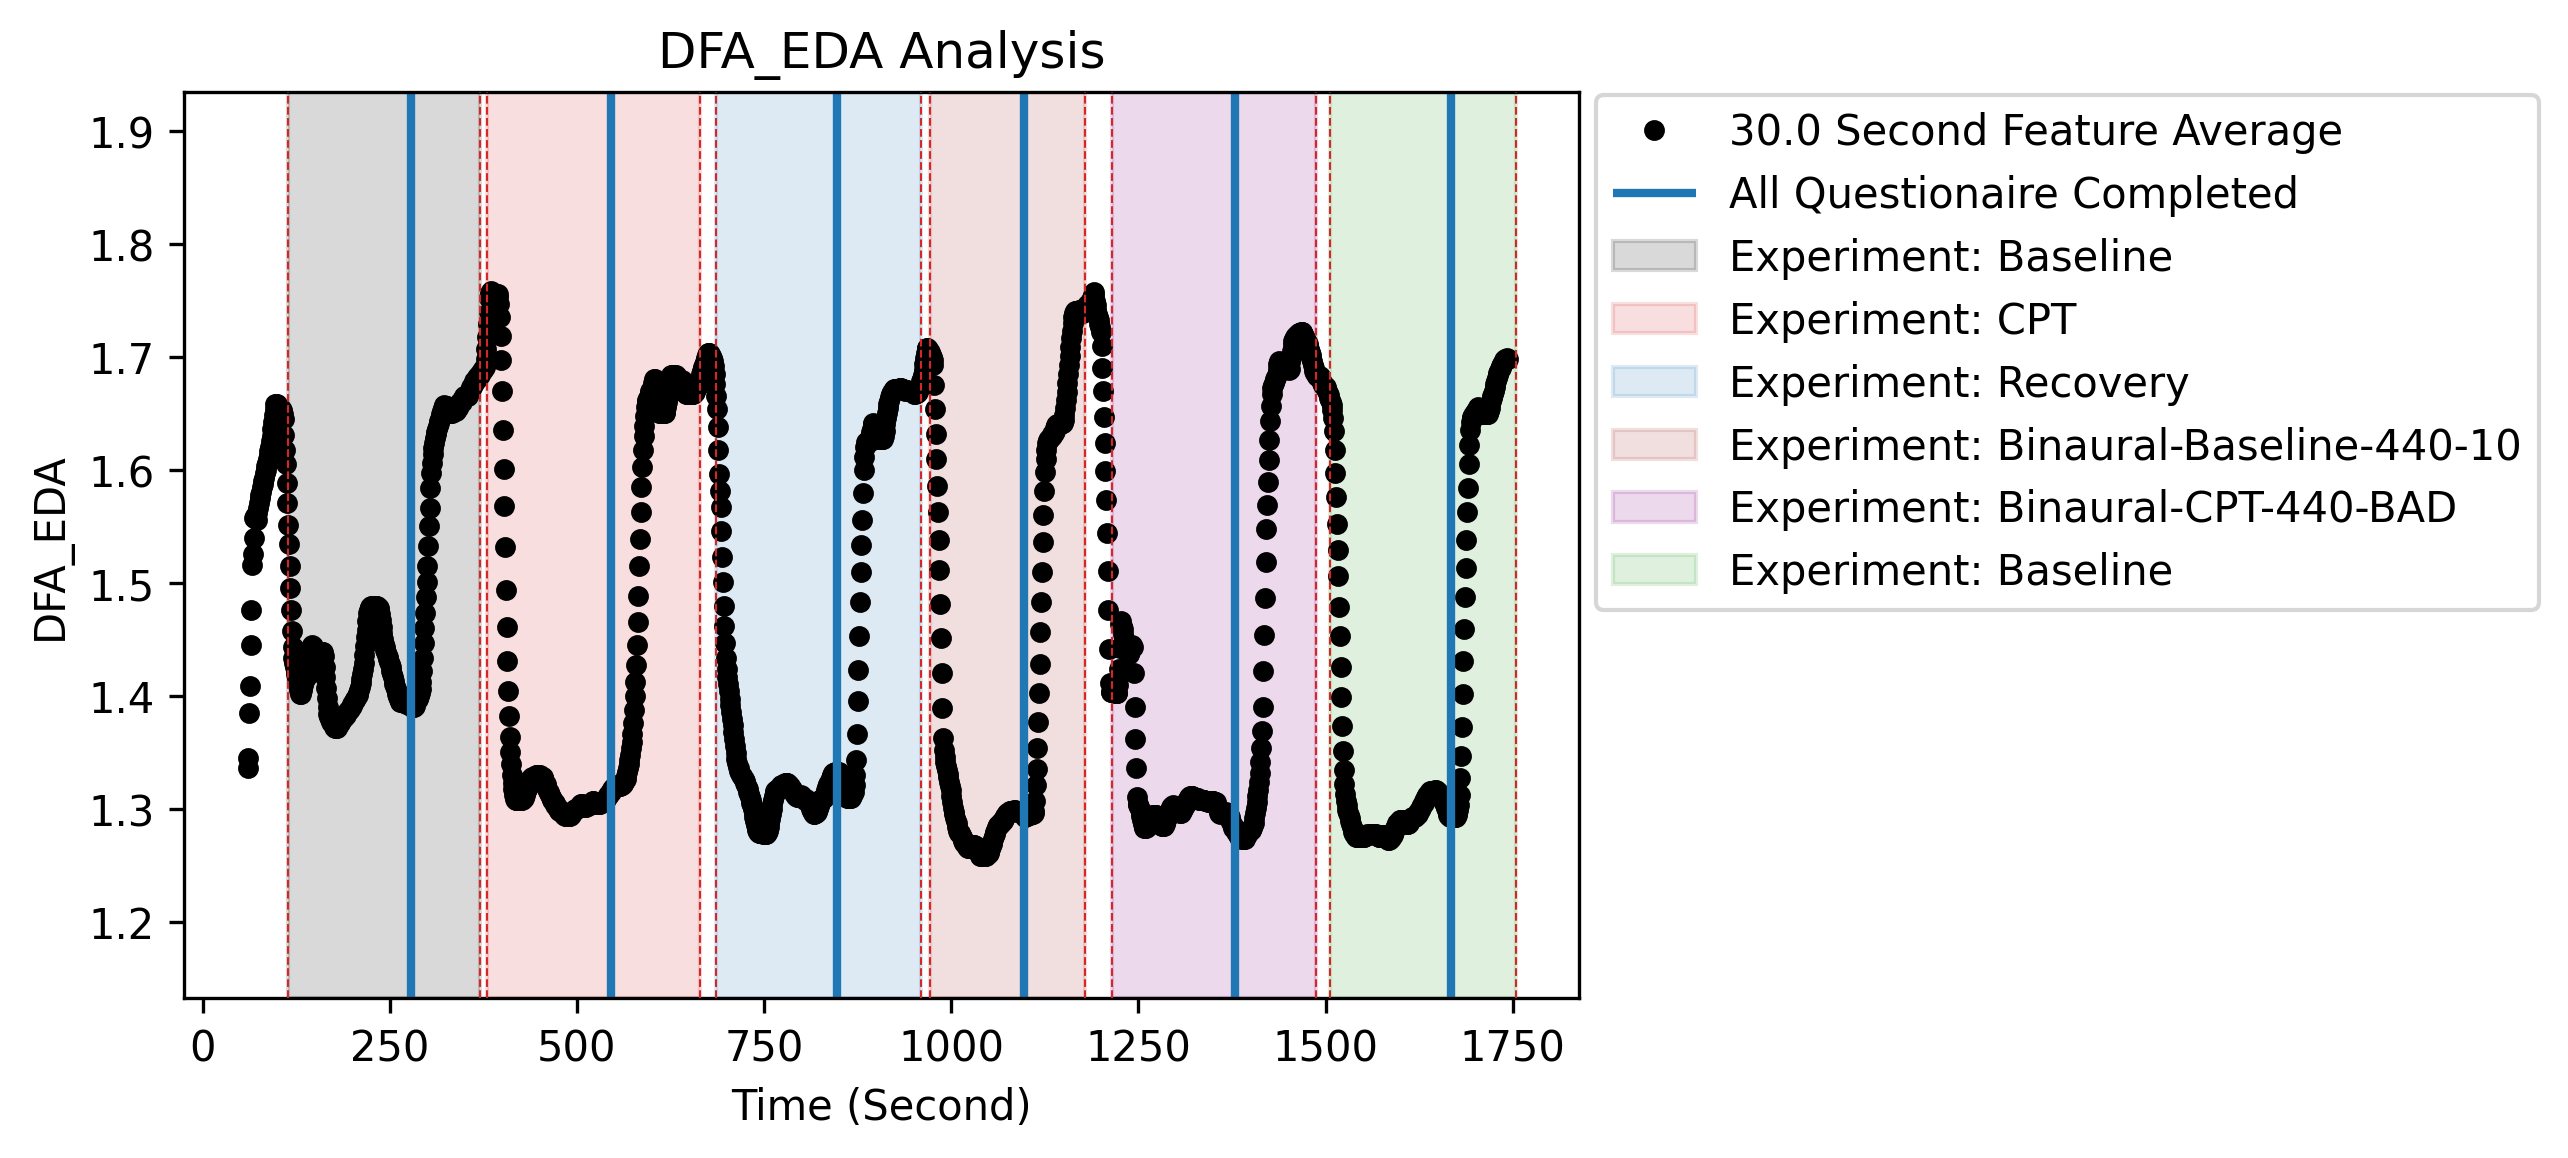 DFA_EDA Analysis
1.9
1.8
1.7
1.6
1.5
1.4
1.3
1.2
DFA_EDA
0
250
500
750
1000
1250
1500
1750
Time (Second)
30.0 Second Feature Average
All Questionaire Completed
Experiment: Baseline
Experiment: CPT
Experiment: Recovery
Experiment: Binaural-Baseline-440-10
Experiment: Binaural-CPT-440-BAD
Experiment: Baseline